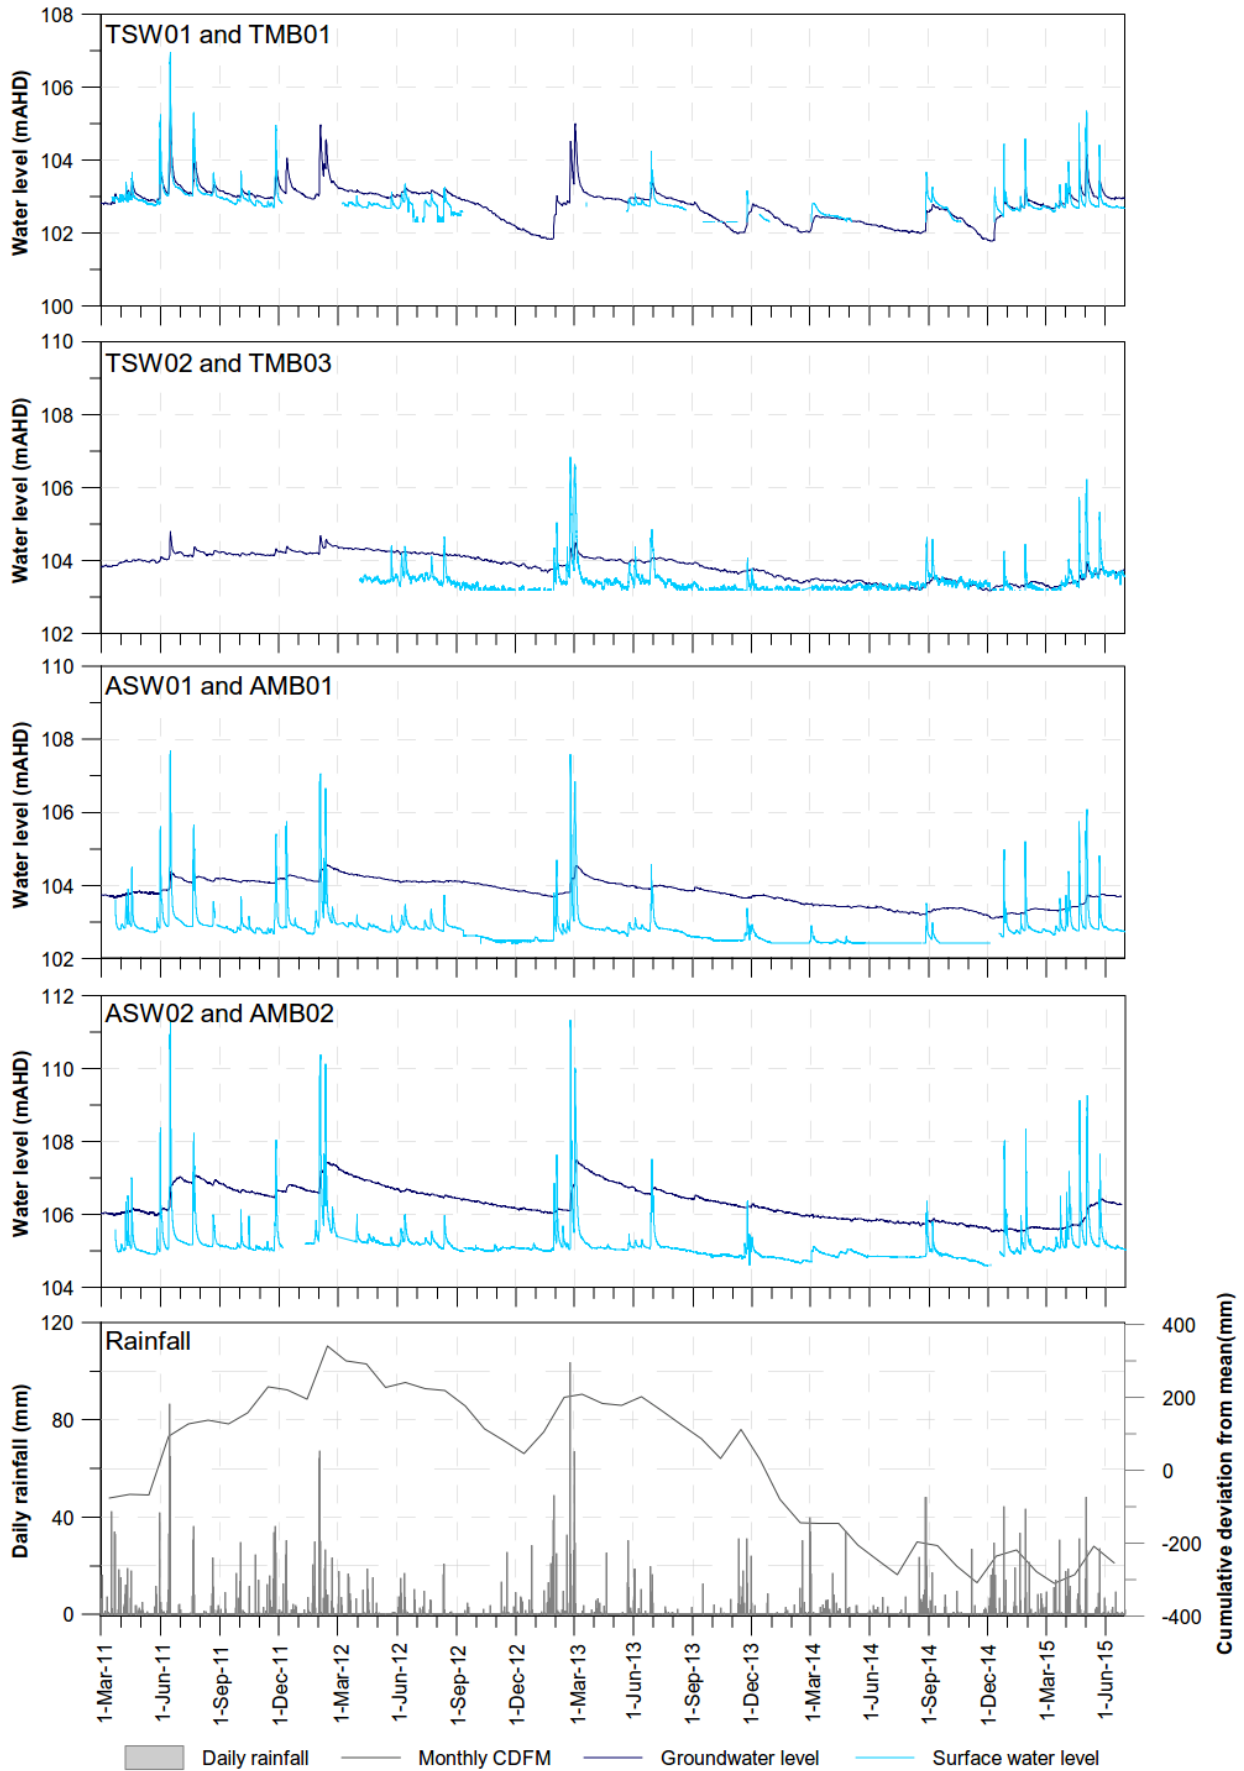 TSW01 and TMB01
Water level (mAHD)
108
106
104
102
100
TSW02 and TMB03
Water level (mAHD)
110
108
106
104
102
ASW01 and AMB01
Water level (mAHD)
110
108
106
104
102
ASW02 and AMB02
Water level (mAHD)
112
110
108
106
104
Rainfall
Daily rainfall (mm)
120
80
40
0
400
200
0
-200
-400
Cumulative deviation from mean(mm)
1-Mar-11
1-Jun-11
1-Sep-11
1-Dec-11
1-Mar-12
1-Jun-12
1-Sep-12
1-Dec-12
1-Mar-13
1-Jun-13
1-Sep-13
1-Dec-13
1-Mar-14
1-Jun-14
1-Sep-14
1-Dec-14
1-Mar-15
1-Jun-15
Daily rainfall Monthly CDFM Groundwater level Surface water level